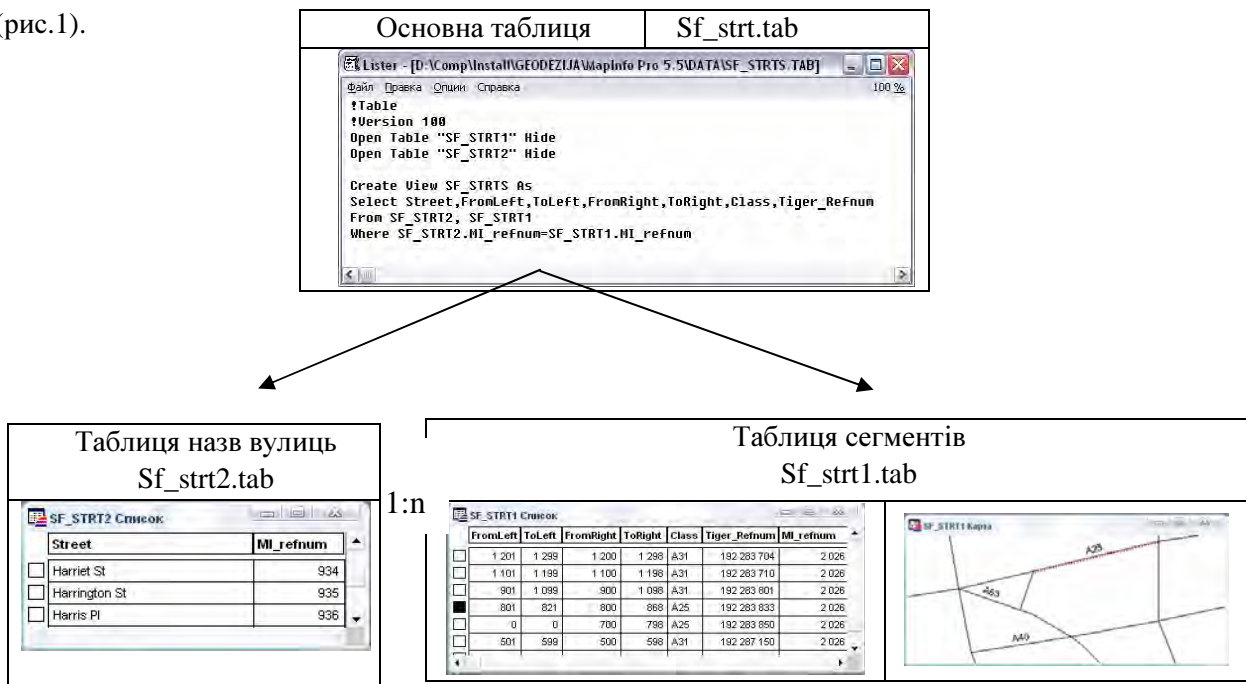 (рис.1).
Основна таблиця Sf_strt.tab
Lister - [D:\Comp\Install\GEODEZIJA\MapInfo Pro 5.5\DATA\SF_STRTS.TAB]
Файл Правка Опции Справка 100 %
!Table
!Version 100
Open Table "SF_STRT1" Hide
Open Table "SF_STRT2" Hide
Create View SF_STRTS As
Select Street,FromLeft,ToLeft,FromRight,ToRight,Class,Tiger_Refnum
From SF_STRT2, SF_STRT1
Where SF_STRT2.MI_refnum=SF_STRT1.MI_refnum
Таблиця назв вулиць
Sf_strt2.tab
SF_STRT2 Список
Street MI_refnum
Harriet St 934
Harrington St 935
Harris Pl 936
1:n
Таблиця сегментів
Sf_strt1.tab
SF_STRT1 Список
FromLeft ToLeft FromRight ToRight Class Tiger_Refnum MI_refnum
1 201 1 299 1 200 1 298 A31 192 283 704 2 026
1 101 1 199 1 100 1 198 A31 192 283 710 2 026
901 1 099 900 1 098 A31 192 283 801 2 026
801 821 800 868 A25 192 283 833 2 026
0 0 700 798 A25 192 283 850 2 026
501 599 500 598 A31 192 287 150 2 026
SF_STRT1 Карта
A25
A63
A40